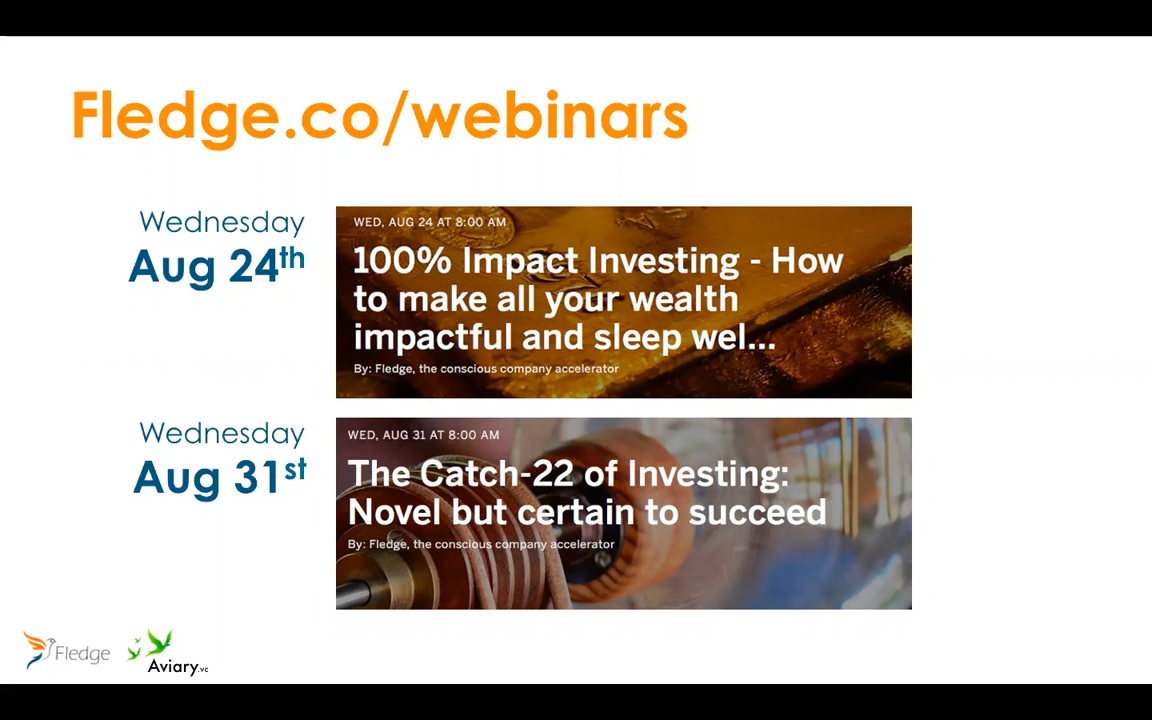 Fledge.co/webinars
Wednesday
Aug 24th
WED, AUG 24 AT 8:00 AM
100% Impact Investing - How
to make all your wealth
impactful and sleep wel...
By: Fledge, the conscious company accelerator
Wednesday
Aug 31st
WED, AUG 31 AT 8:00 AM
The Catch-22 of Investing:
Novel but certain to succeed
By: Fledge, the conscious company accelerator
Fledge
Aviary.vc